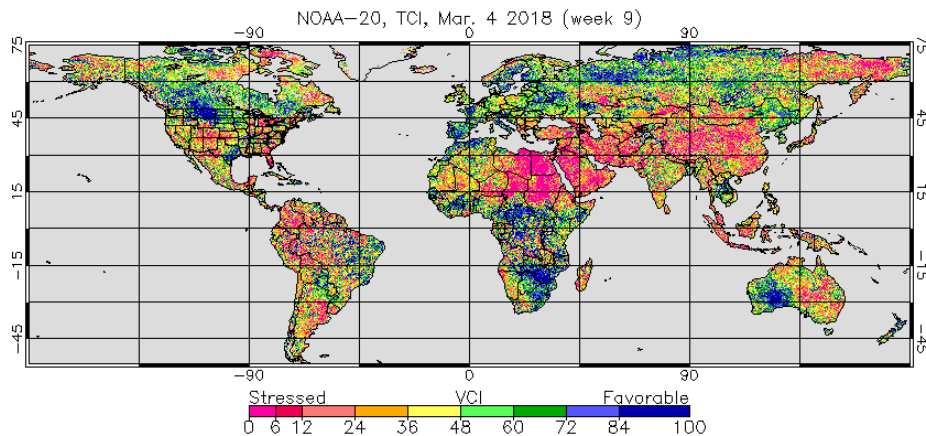 NOAA-20, TCI, Mar. 4 2018 (week 9)
-90 0 90
75 75
45 45
15 15
-15 -15
-45 -45
-90 0 90
Stressed VCI Favorable
0 6 12 24 36 48 60 72 84 100